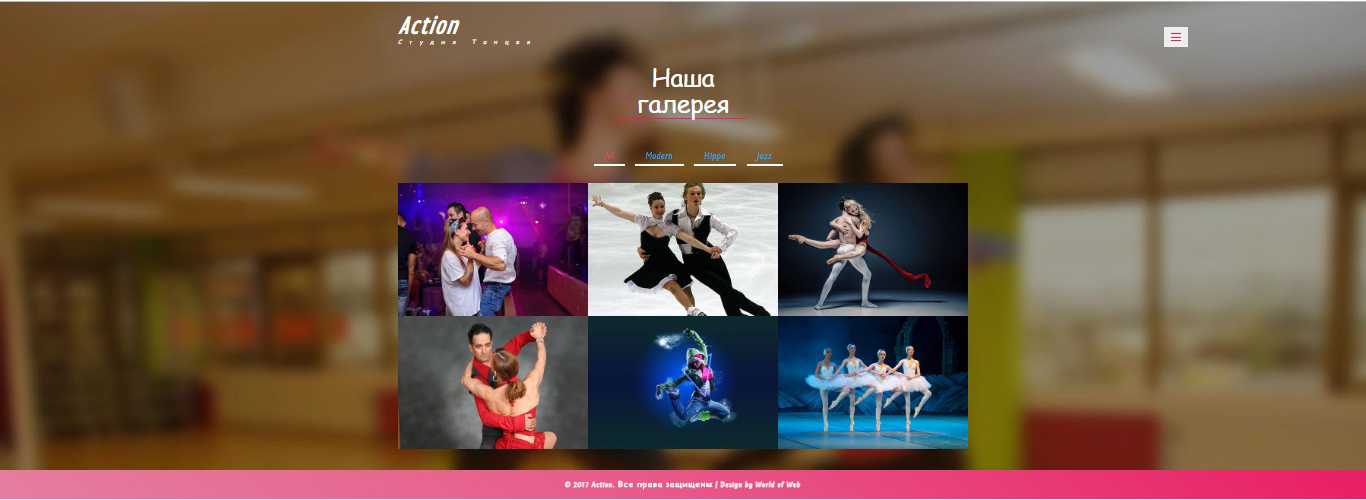 Action
Студия Танцев
Наша
галерея
All Modern Hippo Jazz
© 2017 Action. Все права защищены | Design by World of Web